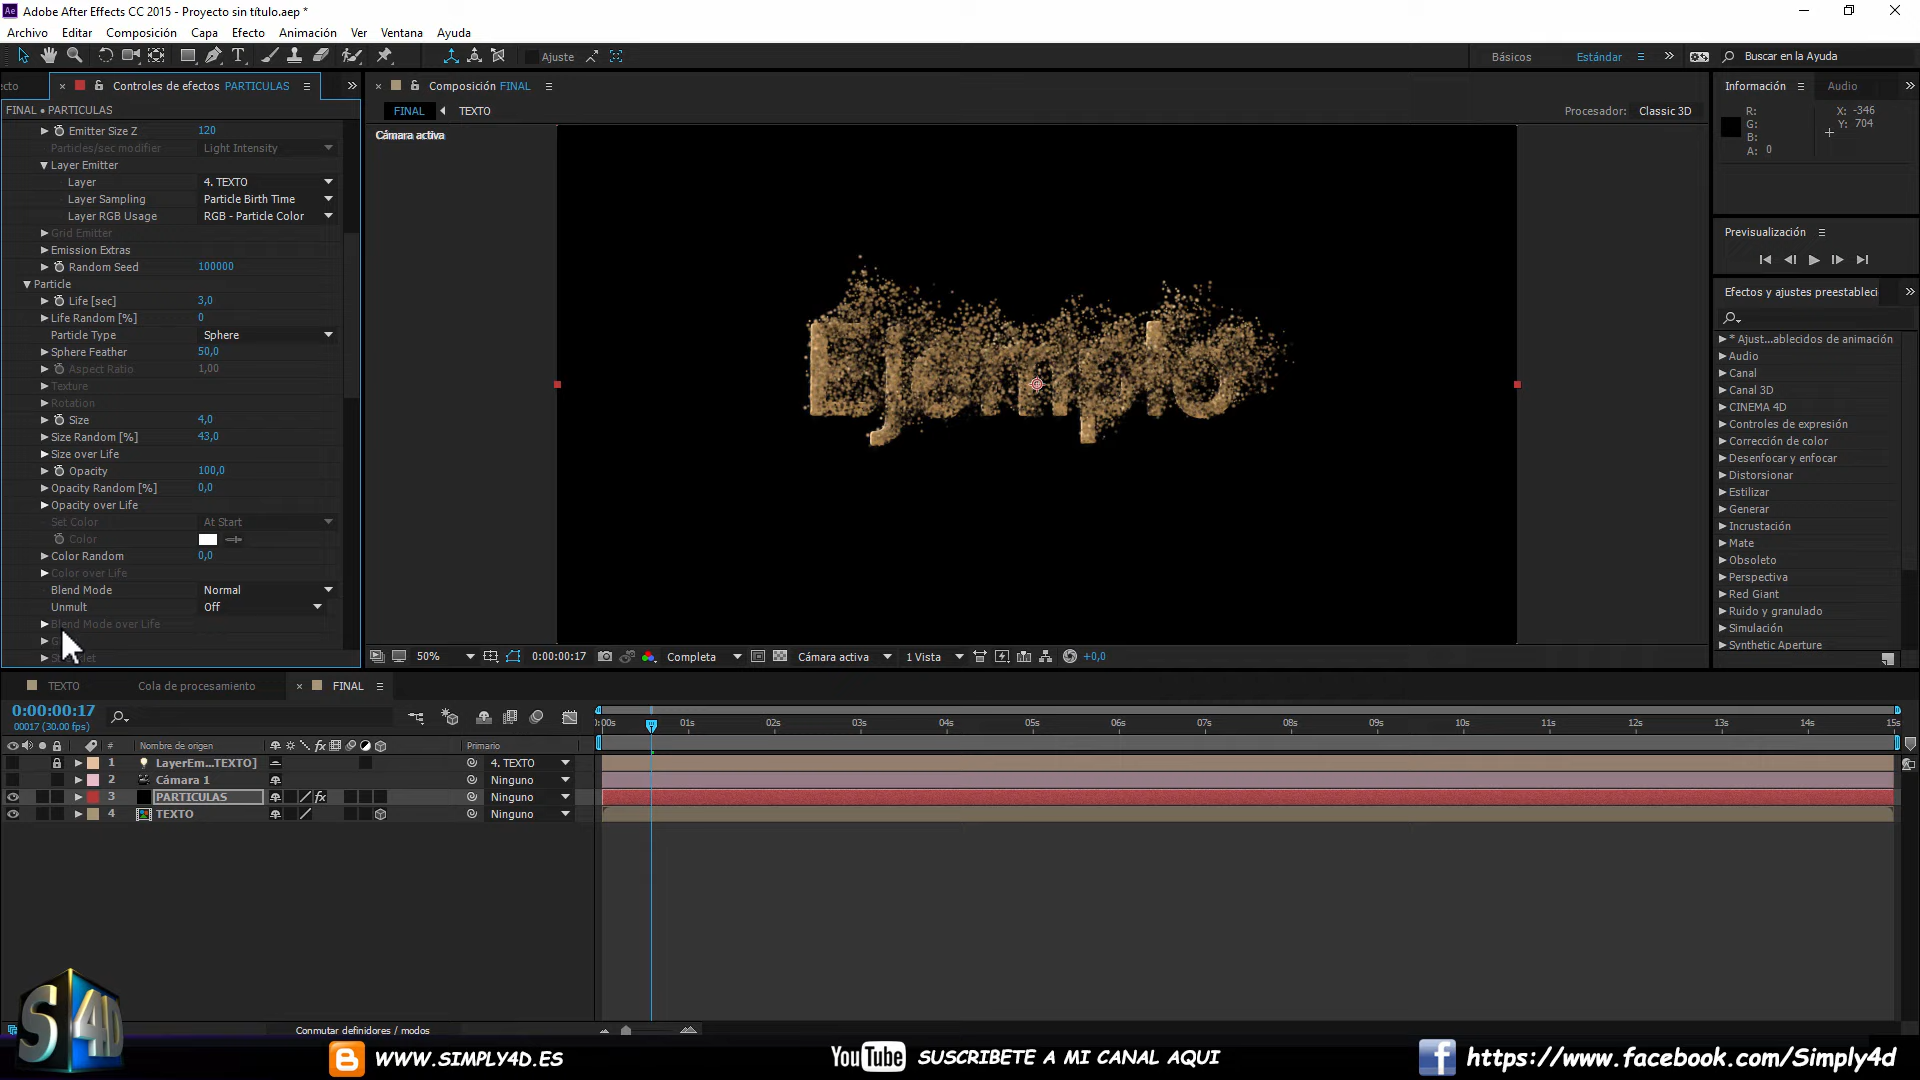 Ae Adobe After Effects CC 2015 - Proyecto sin título.aep *
Archivo Editar Composición Capa Efecto Animación Ver Ventana Ayuda
Ajuste
Básicos Estándar
Buscar en la Ayuda
Controles de efectos PARTICULAS
FINAL • PARTICULAS
Emitter Size Z 120
Particles/sec modifier Light Intensity
Layer Emitter
Layer 4. TEXTO
Layer Sampling Particle Birth Time
Layer RGB Usage RGB - Particle Color
Grid Emitter
Emission Extras
Random Seed 100000
Particle
Life [sec] 3,0
Life Random [%] 0
Particle Type Sphere
Sphere Feather 50,0
Aspect Ratio 1,00
Texture
Rotation
Size 4,0
Size Random [%] 43,0
Size over Life
Opacity 100,0
Opacity Random [%] 0,0
Opacity over Life
Set Color At Start
Color
Color Random 0,0
Color over Life
Blend Mode Normal
Unmult Off
Blend Mode over Life
Composición FINAL
FINAL TEXTO
Procesador: Classic 3D
Cámara activa
Ejemplo
50% 0:00:00:17 Completa Cámara activa 1 Vista +0,0
Información Audio
R: X: -346
G: Y: 704
B:
A: 0
Previsualización
Efectos y ajustes preestableci
* Ajust...ablecidos de animación
Audio
Canal
Canal 3D
CINEMA 4D
Controles de expresión
Corrección de color
Desenfocar y enfocar
Distorsionar
Estilizar
Generar
Incrustación
Mate
Obsoleto
Perspectiva
Red Giant
Ruido y granulado
Simulación
Synthetic Aperture
TEXTO Cola de procesamiento FINAL
0:00:00:17
00017 (30.00 fps)
:00s 01s 02s 03s 04s 05s 06s 07s 08s 09s 10s 11s 12s 13s 14s 15s
# Nombre de origen Primario
1 LayerEm...TEXTO] 4. TEXTO
2 Cámara 1 Ninguno
3 PARTICULAS Ninguno
4 TEXTO Ninguno
Conmutar definidores / modos
S4D
WWW.SIMPLY4D.ES
YouTube SUSCRIBETE A MI CANAL AQUI
https://www.facebook.com/Simply4d